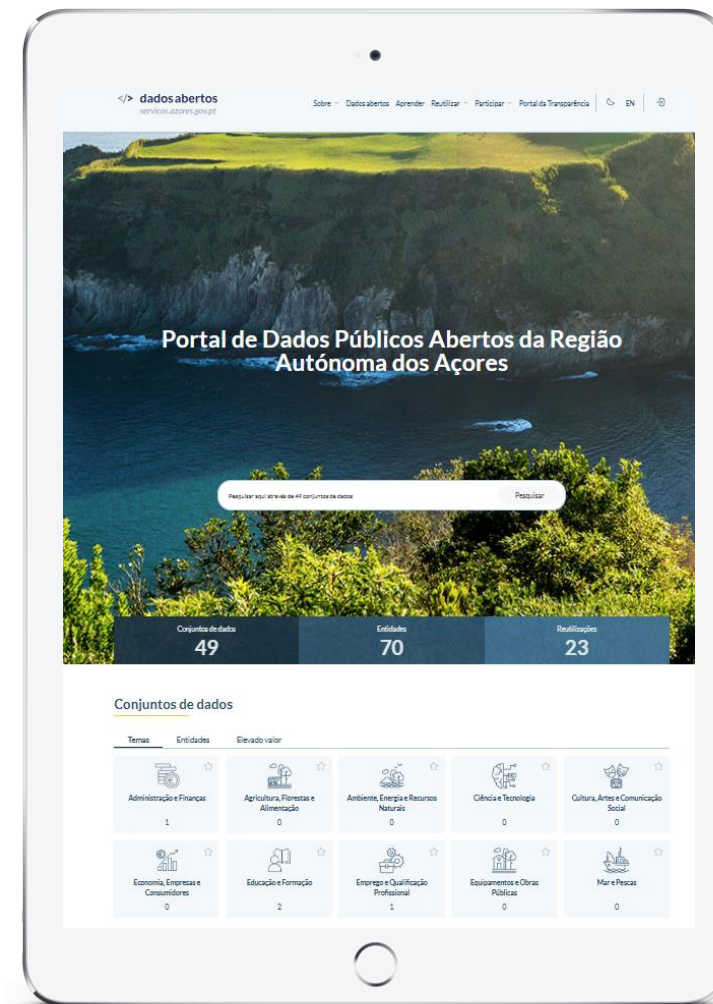 </> dados abertos
servicos.azores.gov.pt
Sobre Dados abertos Aprender Reutilizar Participar Portal da Transparência EN
Portal de Dados Públicos Abertos da Região
Autónoma dos Açores
Pesquisar aqui através de 49 conjuntos de dados Pesquisar
Conjuntos de dados
49
Entidades
70
Reutilizações
23
Conjuntos de dados
Temas Entidades Elevado valor
Administração e Finanças
1
Agricultura, Florestas e
Alimentação
0
Ambiente, Energia e Recursos
Naturais
0
Ciência e Tecnologia
0
Cultura, Artes e Comunicação
Social
0
Economia, Empresas e
Consumidores
0
Educação e Formação
2
Emprego e Qualificação
Profissional
1
Equipamentos e Obras
Públicas
0
Mar e Pescas
0